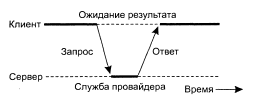 Ожидание результата
Клиент
Запрос
Ответ
Сервер
Служба провайдера
Время